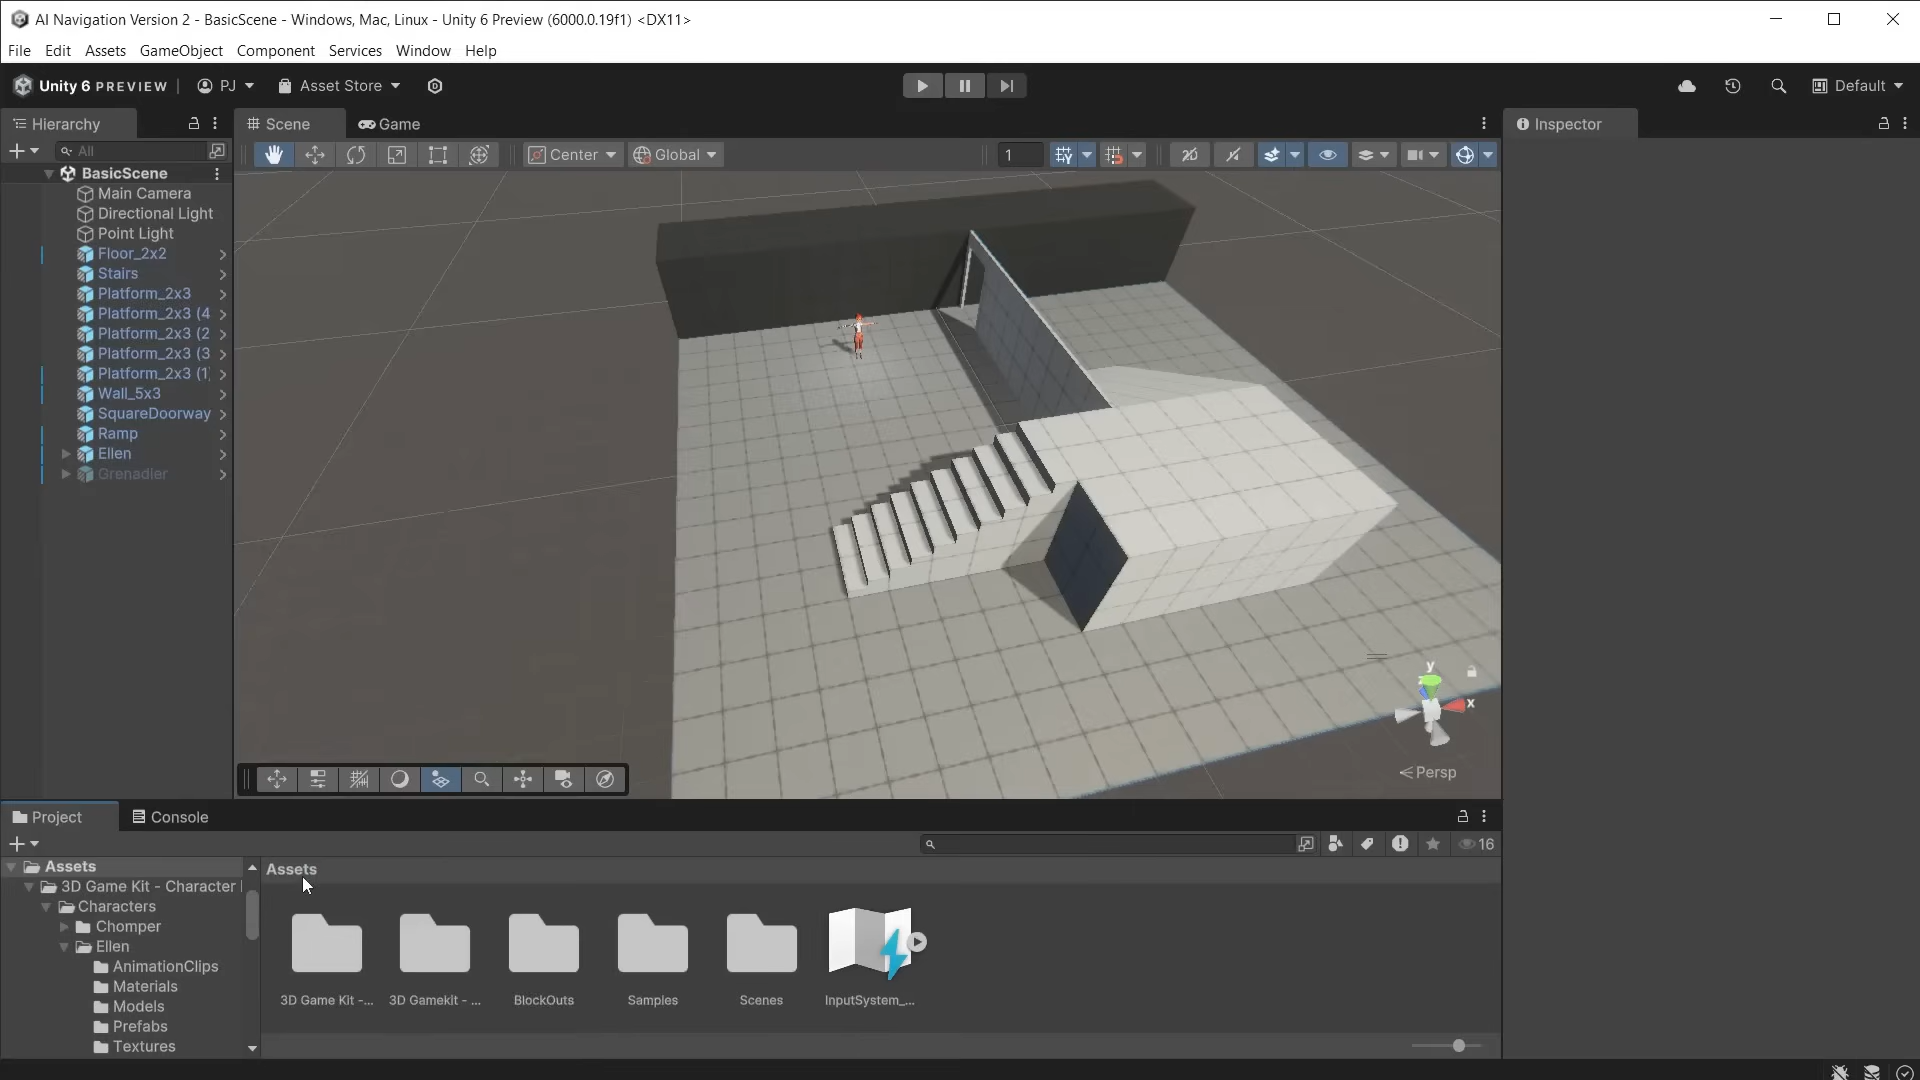 AI Navigation Version 2 - BasicScene - Windows, Mac, Linux - Unity 6 Preview (6000.0.19f1) <DX11>
File Edit Assets GameObject Component Services Window Help
Unity 6 PREVIEW PJ Asset Store Default
Hierarchy Scene Game Inspector
All Center Global 1 2D
BasicScene
Main Camera
Directional Light
Point Light
Floor_2x2
Stairs
Platform_2x3
Platform_2x3 (4
Platform_2x3 (2
Platform_2x3 (3
Platform_2x3 (1)
Wall_5x3
SquareDoorway
Ramp
Ellen
Grenadier
y
z
x
Persp
Project Console
16
Assets
3D Game Kit - Character
Characters
Chomper
Ellen
AnimationClips
Materials
Models
Prefabs
Textures
Assets
3D Game Kit -... 3D Gamekit - ... BlockOuts Samples Scenes InputSystem_...